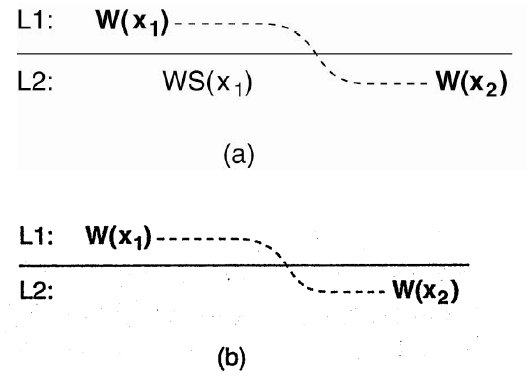 L1: W(x₁)
L2: WS(x₁) W(x₂)
(a)
L1: W(x₁)
L2: W(x₂)
(b)